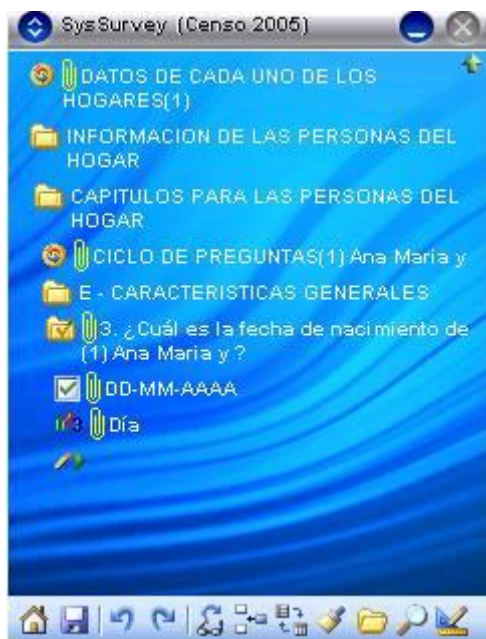 SysSurvey (Censo 2005)
DATOS DE CADA UNO DE LOS
HOGARES(1)
INFORMACION DE LAS PERSONAS DEL
HOGAR
CAPITULOS PARA LAS PERSONAS DEL
HOGAR
CICLO DE PREGUNTAS(1) Ana Maria y
E - CARACTERISTICAS GENERALES
3. ¿Cuál es la fecha de nacimiento de
(1) Ana Maria y ?
DD-MM-AAAA
Día